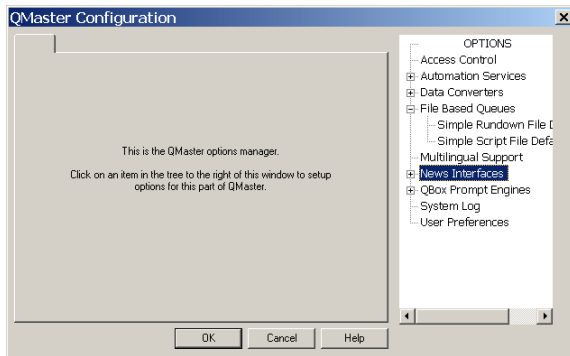 QMaster Configuration
This is the QMaster options manager.
Click on an item in the tree to the right of this window to setup
options for this part of QMaster.
OPTIONS
Access Control
Automation Services
Data Converters
File Based Queues
Simple Rundown File D
Simple Script File Defa
Multilingual Support
News Interfaces
QBox Prompt Engines
System Log
User Preferences
OK
Cancel
Help